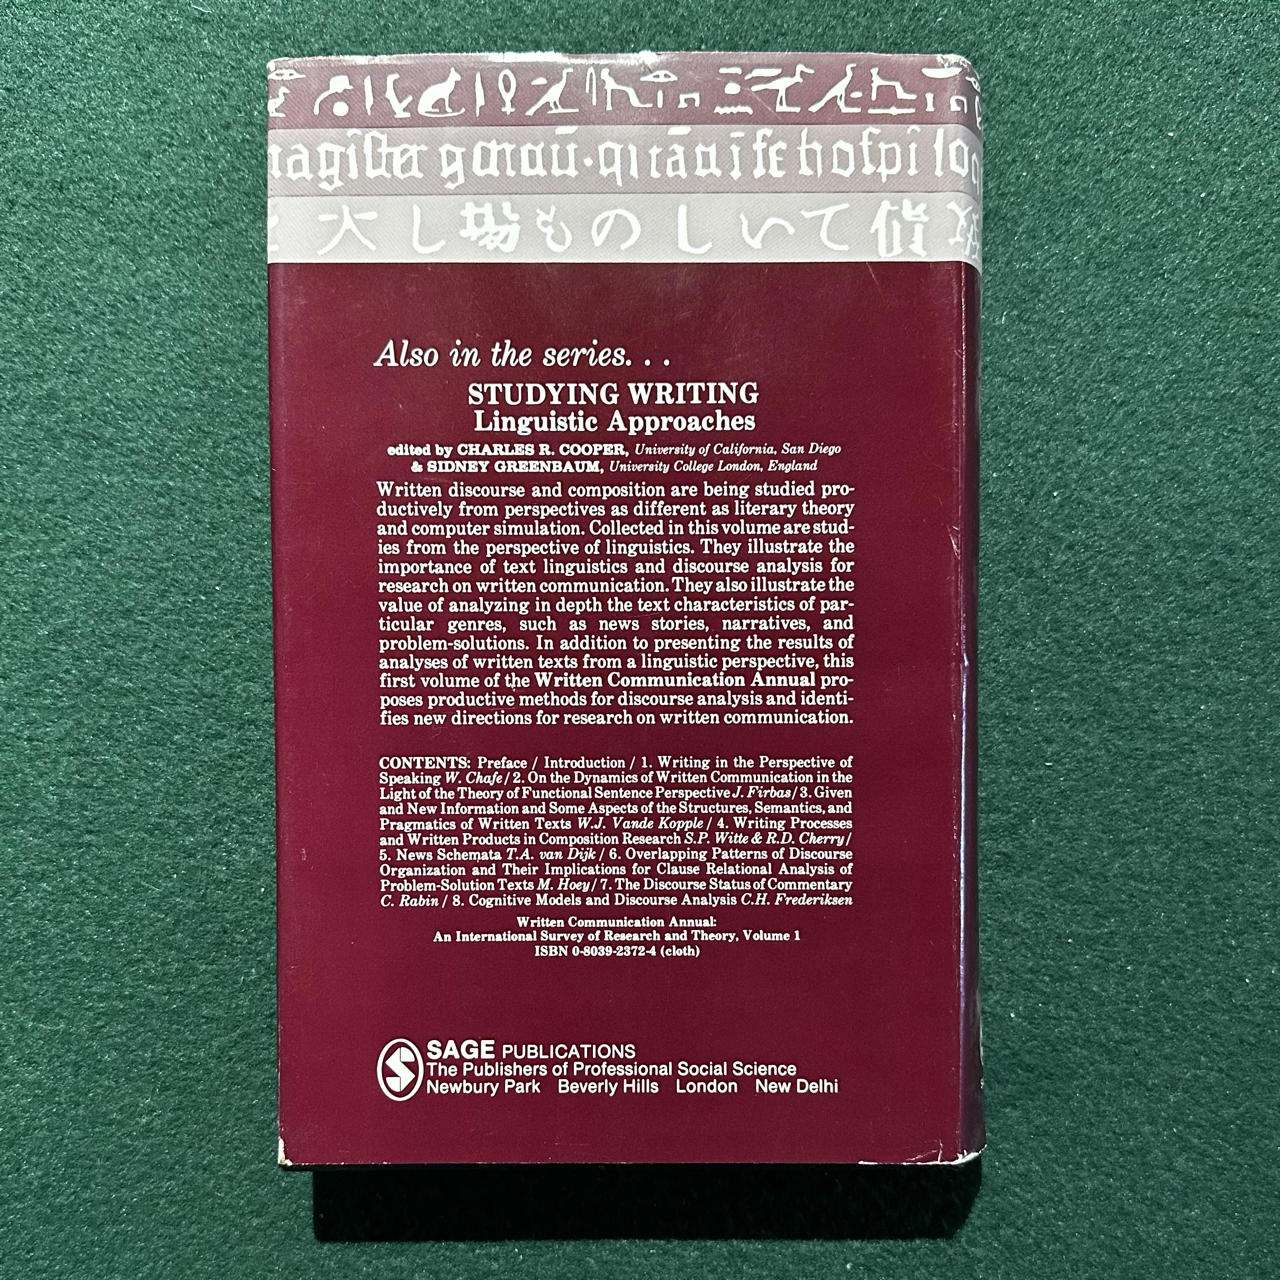 大し場ものしいて催
Also in the series. . .
STUDYING WRITING
Linguistic Approaches
edited by CHARLES R. COOPER, University of California, San Diego
& SIDNEY GREENBAUM, University College London, England
Written discourse and composition are being studied pro-
ductively from perspectives as different as literary theory
and computer simulation. Collected in this volume are stud-
ies from the perspective of linguistics. They illustrate the
importance of text linguistics and discourse analysis for
research on written communication. They also illustrate the
value of analyzing in depth the text characteristics of par-
ticular genres, such as news stories, narratives, and
problem-solutions. In addition to presenting the results of
analyses of written texts from a linguistic perspective, this
first volume of the Written Communication Annual pro-
poses productive methods for discourse analysis and identi-
fies new directions for research on written communication.
CONTENTS: Preface / Introduction / 1. Writing in the Perspective of
Speaking W. Chafe / 2. On the Dynamics of Written Communication in the
Light of the Theory of Functional Sentence Perspective J. Firbas / 3. Given
and New Information and Some Aspects of the Structures, Semantics, and
Pragmatics of Written Texts W.J. Vande Kopple / 4. Writing Processes
and Written Products in Composition Research S.P. Witte & R.D. Cherry /
5. News Schemata T.A. van Dijk / 6. Overlapping Patterns of Discourse
Organization and Their Implications for Clause Relational Analysis of
Problem-Solution Texts M. Hoey / 7. The Discourse Status of Commentary
C. Rabin / 8. Cognitive Models and Discourse Analysis C.H. Frederiksen
Written Communication Annual:
An International Survey of Research and Theory, Volume 1
ISBN 0-8039-2372-4 (cloth)
SAGE PUBLICATIONS
The Publishers of Professional Social Science
Newbury Park Beverly Hills London New Delhi